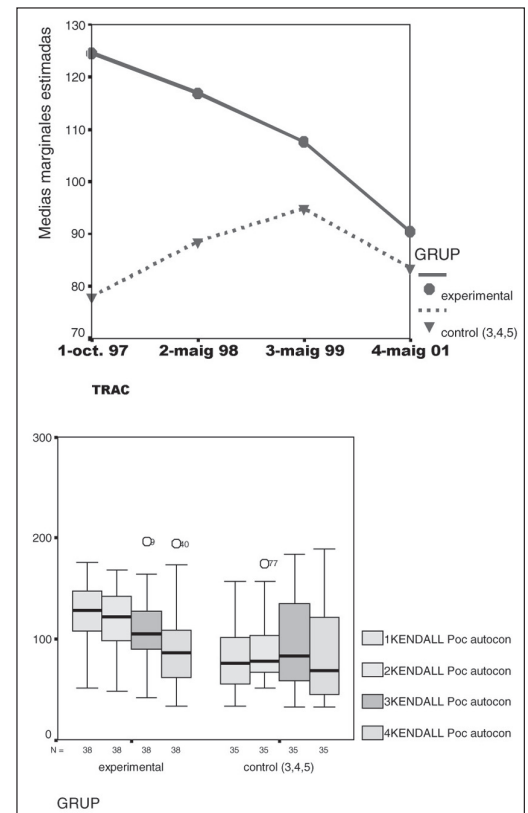 130
120
110
100
90
80
70
Medias marginales estimadas
1-oct. 97 2-maig 98 3-maig 99 4-maig 01
TRAC
GRUP
experimental
control (3,4,5)
300
200
100
0
9
40
77
N = 38 38 38 38 35 35 35 35
experimental control (3,4,5)
GRUP
1KENDALL Poc autocon
2KENDALL Poc autocon
3KENDALL Poc autocon
4KENDALL Poc autocon